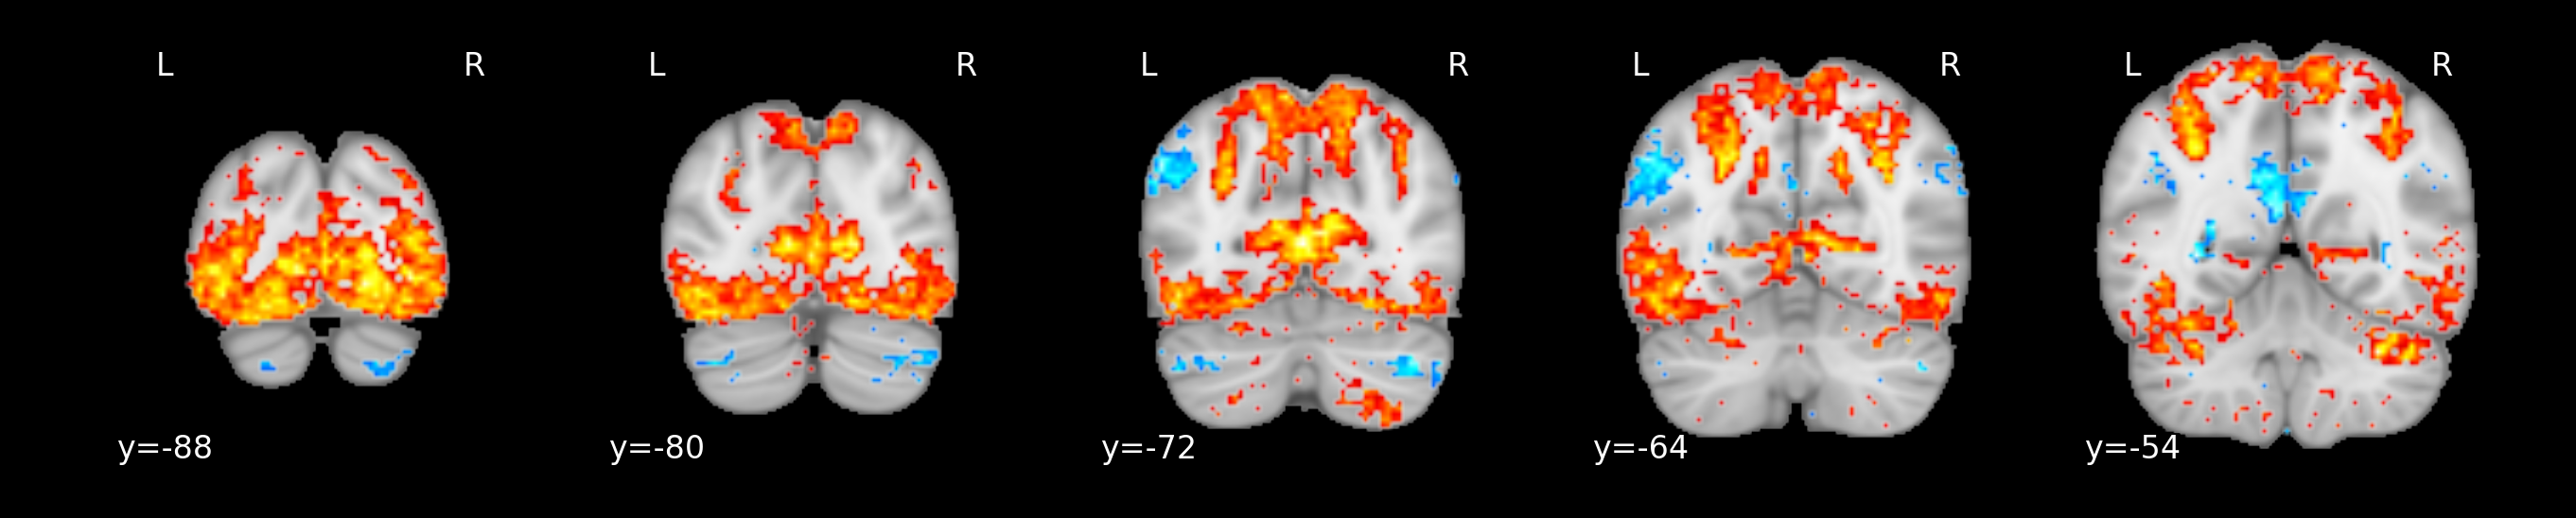 L R L R L R L R L R
y=-88 y=-80 y=-72 y=-64 y=-54